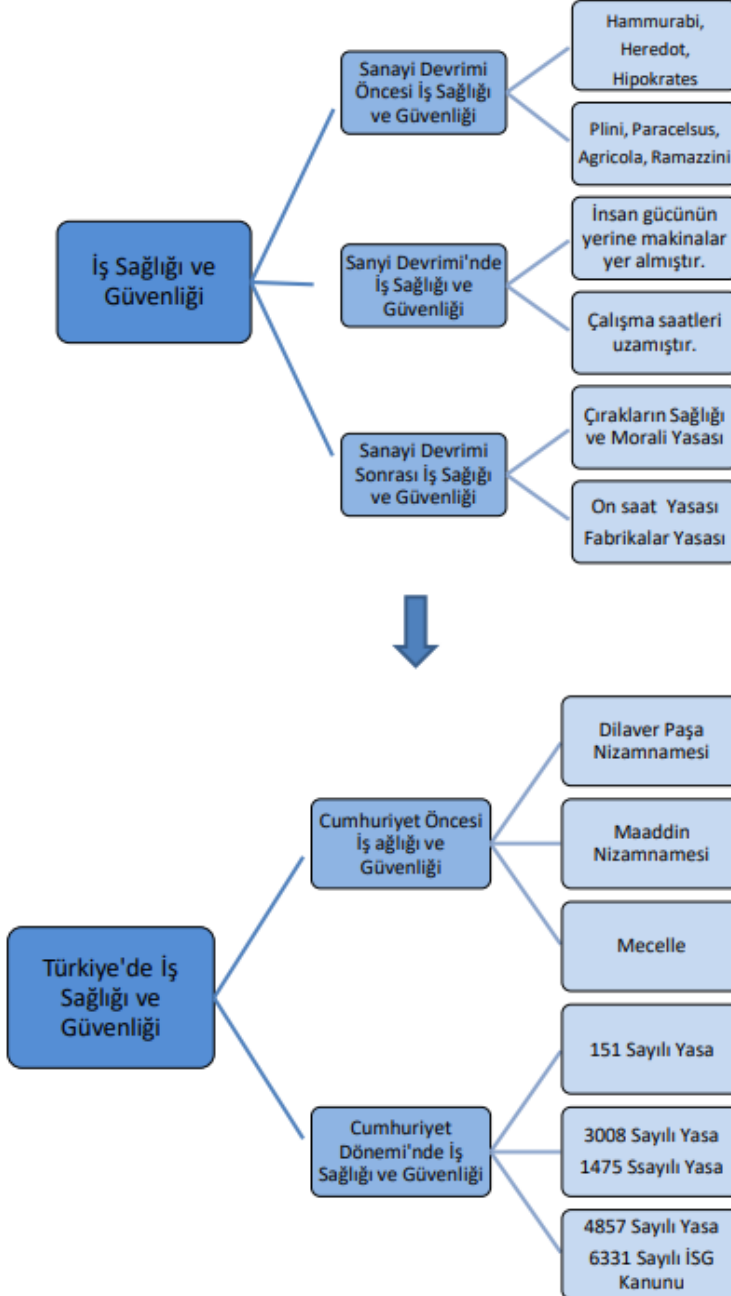 İş Sağlığı ve
Güvenliği
Sanayi Devrimi
Öncesi İş Sağlığı
ve Güvenliği
Hammurabi,
Heredot,
Hipokrates
Plini, Paracelsus,
Agricola, Ramazzini
Sanyi Devrimi'nde
İş Sağlığı ve
Güvenliği
İnsan gücünün
yerine makinalar
yer almıştır.
Çalışma saatleri
uzamıştır.
Sanayi Devrimi
Sonrası İş Sağığı
ve Güvenliği
Çırakların Sağlığı
ve Morali Yasası
On saat Yasası
Fabrikalar Yasası
Türkiye'de İş
Sağlığı ve
Güvenliği
Cumhuriyet Öncesi
İş ağlığı ve
Güvenliği
Dilaver Paşa
Nizamnamesi
Maaddin
Nizamnamesi
Mecelle
Cumhuriyet
Dönemi'nde İş
Sağlığı ve Güvenliği
151 Sayılı Yasa
3008 Sayılı Yasa
1475 Ssayılı Yasa
4857 Sayılı Yasa
6331 Sayılı İSG
Kanunu